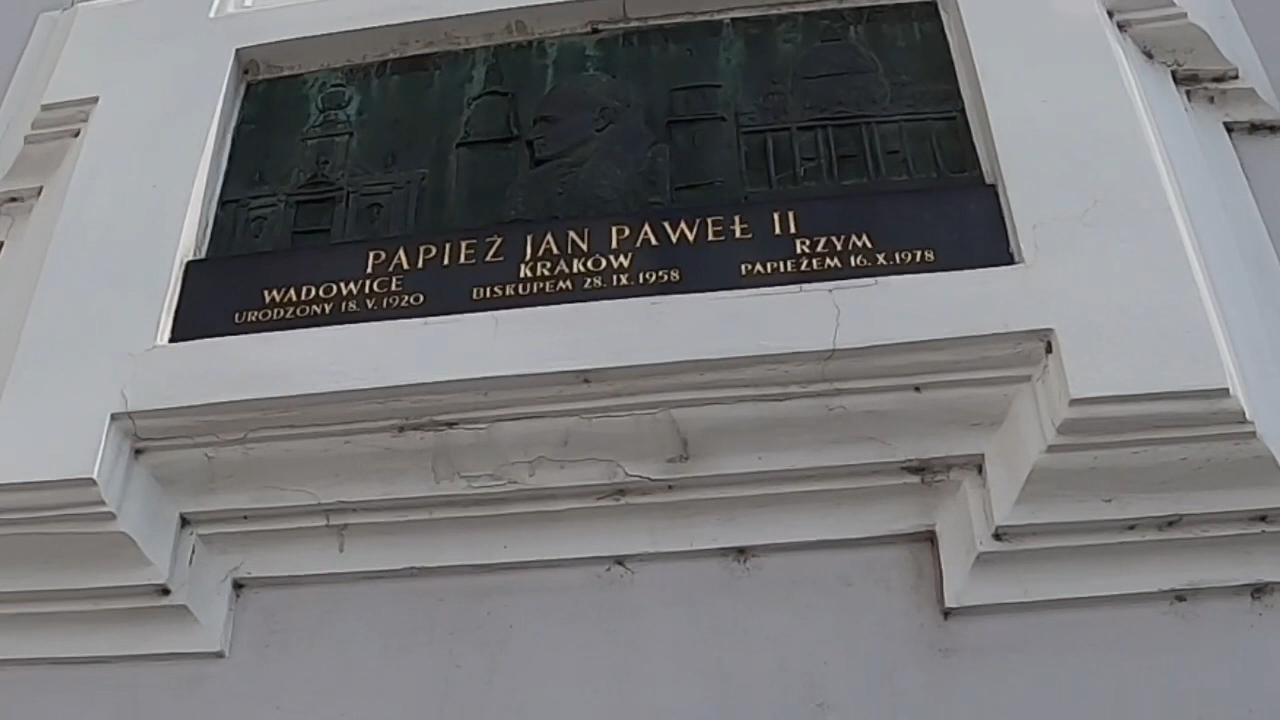 PAPIEŻ JAN PAWEŁ II
WADOWICE
URODZONY 18. V. 1920
KRAKÓW
BISKUPEM 28. IX. 1958
RZYM
PAPIEŻEM 16. X. 1978